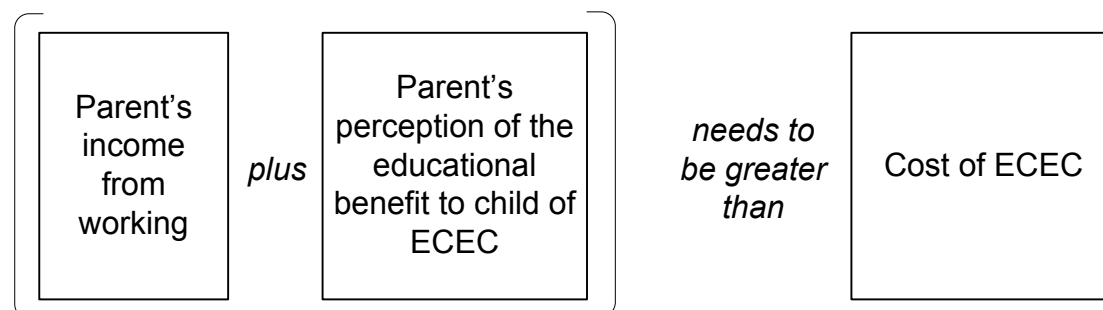 Parent’s
income
from
working
plus
Parent’s
perception of the
educational
benefit to child of
ECEC
needs to
be greater
than
Cost of ECEC